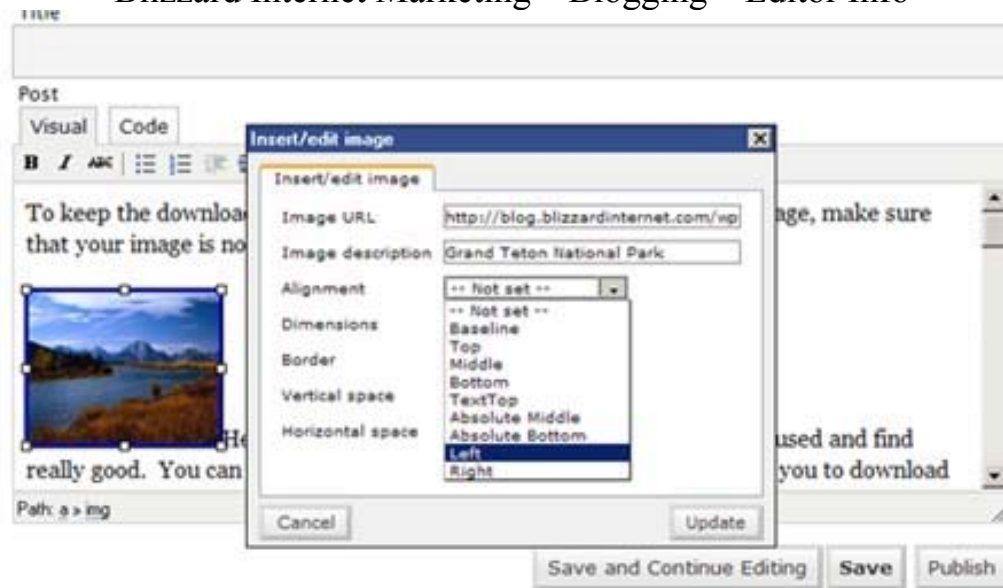 Blizzard Internet Marketing – Blogging – Editor Info
Title
Post
Visual Code
B I ABC
Insert/edit image
Insert/edit image
To keep the downloa
age, make sure
that your image is no
Image URL http://blog.blizzardinternet.com/wp
Image description Grand Teton National Park
Alignment -- Not set --
-- Not set --
Baseline
Top
Middle
Bottom
TextTop
Absolute Middle
Absolute Bottom
Left
Right
Dimensions
Border
Vertical space
Horizontal space
He
used and find
really good. You can
you to download
Path: a » img
Cancel Update
Save and Continue Editing Save Publish